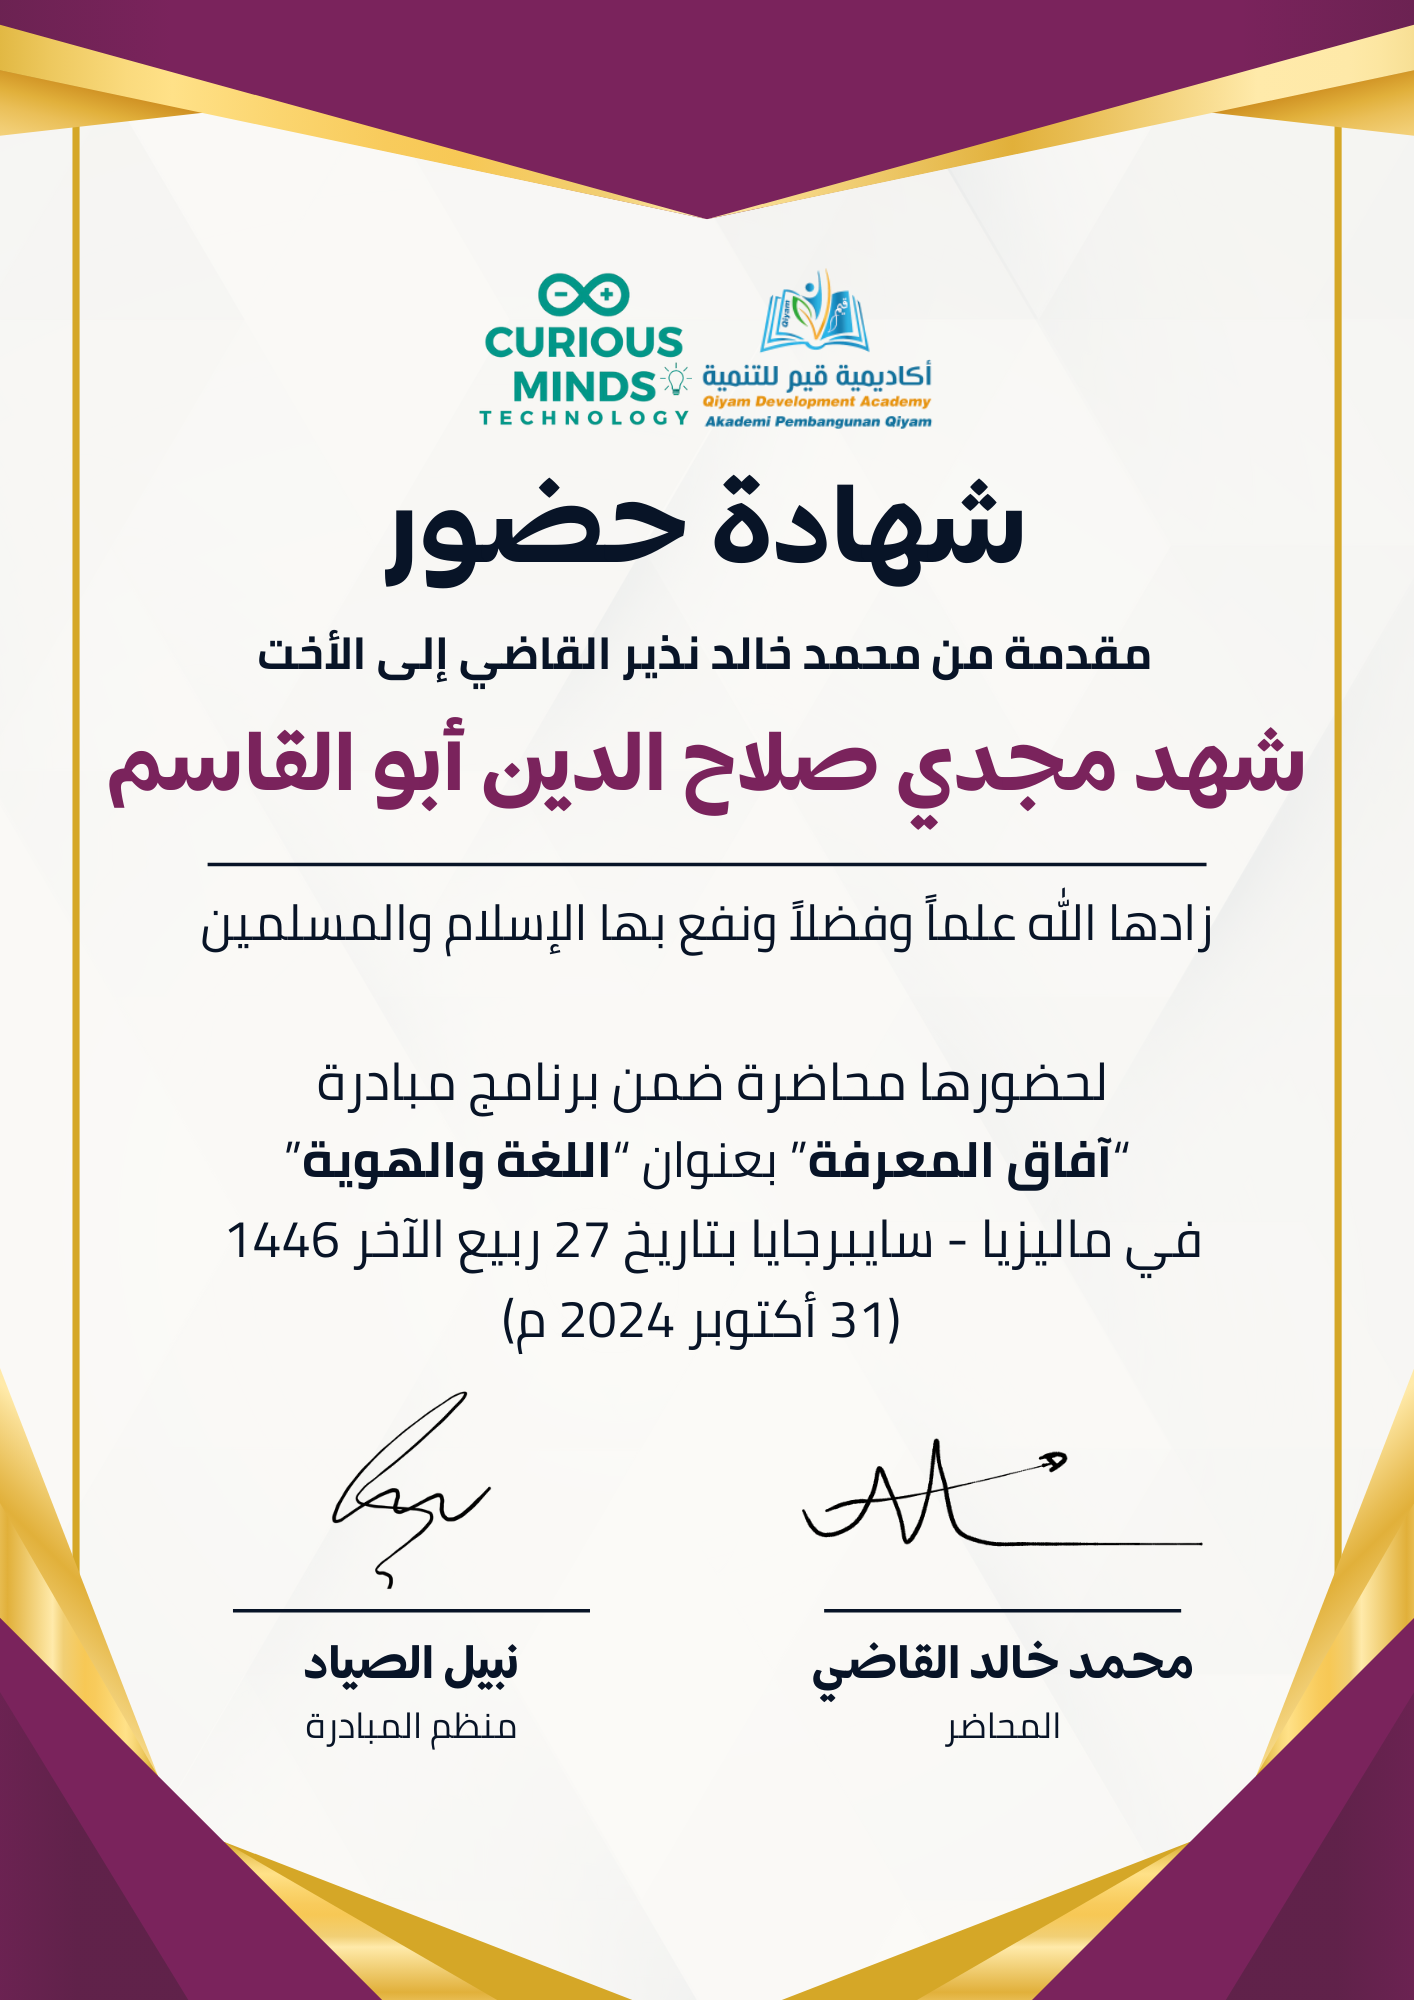 CURIOUS
MINDS
TECHNOLOGY
Qiyam
قيم
أكاديمية قيم للتنمية
Qiyam Development Academy
Akademi Pembangunan Qiyam
شهادة حضور
مقدمة من محمد خالد نذير القاضي إلى الأخت
شهد مجدي صلاح الدين أبو القاسم
زادها الله علماً وفضلاً ونفع بها الإسلام والمسلمين
لحضورها محاضرة ضمن برنامج مبادرة
“آفاق المعرفة” بعنوان “اللغة والهوية”
في ماليزيا - سايبرجايا بتاريخ 27 ربيع الآخر 1446
(31 أكتوبر 2024 م)
محمد خالد القاضي
المحاضر
نبيل الصياد
منظم المبادرة